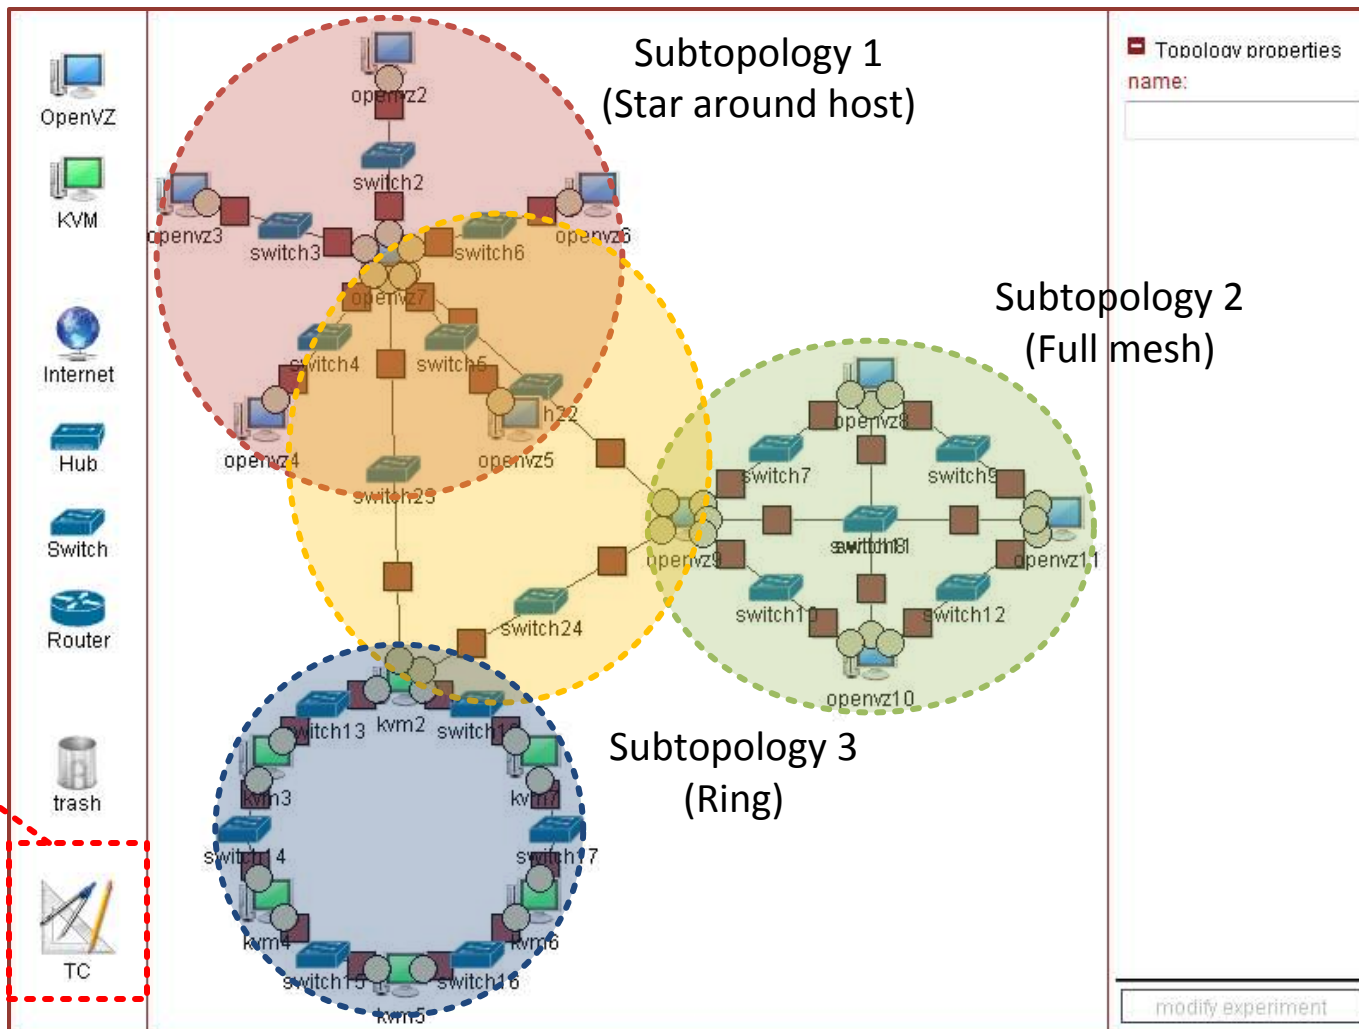 OpenVZ
KVM
Internet
Hub
Switch
Router
trash
TC
Subtopology 1
(Star around host)
openvz2
switch2
openvz3
switch3
switch6
openvz6
openvz7
switch4
switch5
h22
openvz4
openvz5
switch23
Subtopology 2
(Full mesh)
openvz8
switch7
switch9
openvz9
openvz11
switch10
switch12
openvz10
switch24
switch13
kvm2
kvm3
kvm7
switch14
switch17
kvm4
kvm6
switch15
switch16
kvm5
Subtopology 3
(Ring)
Topology properties
name:
modify experiment